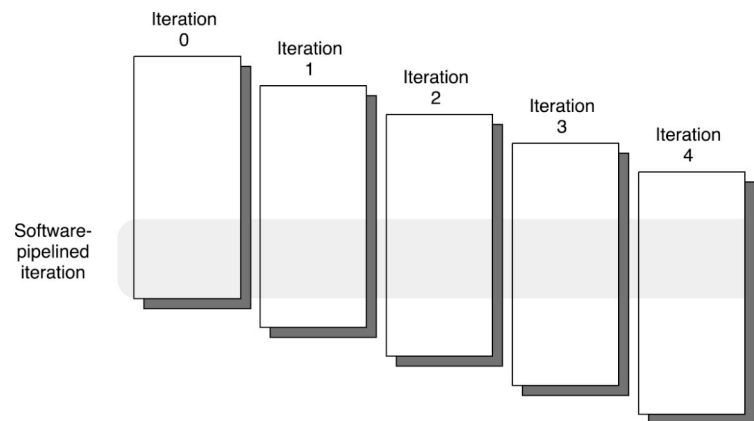 Iteration
0
Iteration
1
Iteration
2
Iteration
3
Iteration
4
Software-
pipelined
iteration